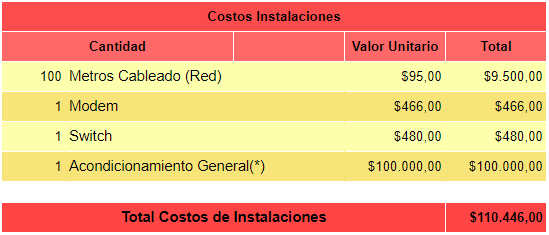 Costos Instalaciones
Cantidad Valor Unitario Total
100 Metros Cableado (Red) $95,00 $9.500,00
1 Modem $466,00 $466,00
1 Switch $480,00 $480,00
1 Acondicionamiento General(*) $100.000,00 $100.000,00
Total Costos de Instalaciones $110.446,00